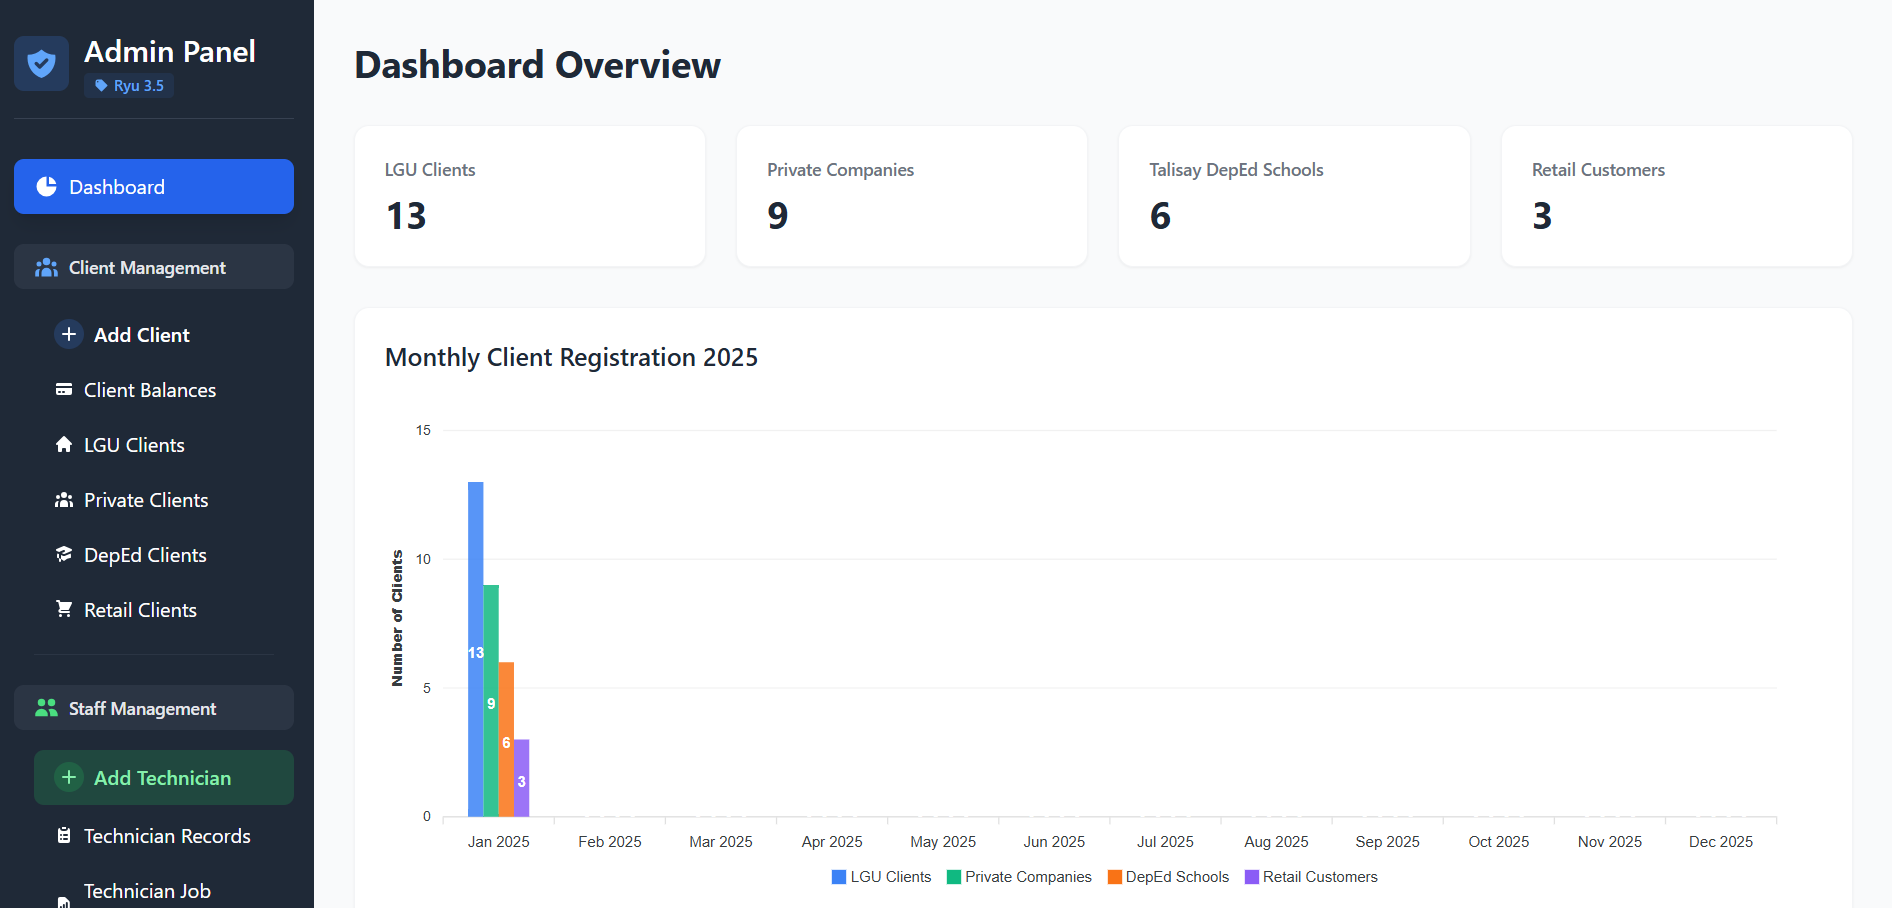 Admin Panel
Ryu 3.5
Dashboard
Client Management
Add Client
Client Balances
LGU Clients
Private Clients
DepEd Clients
Retail Clients
Staff Management
Add Technician
Technician Records
Technician Job
Dashboard Overview
LGU Clients
13
Private Companies
9
Talisay DepEd Schools
6
Retail Customers
3
Monthly Client Registration 2025
Number of Clients
15
10
5
0
13
9
6
3
Jan 2025
Feb 2025
Mar 2025
Apr 2025
May 2025
Jun 2025
Jul 2025
Aug 2025
Sep 2025
Oct 2025
Nov 2025
Dec 2025
LGU Clients
Private Companies
DepEd Schools
Retail Customers